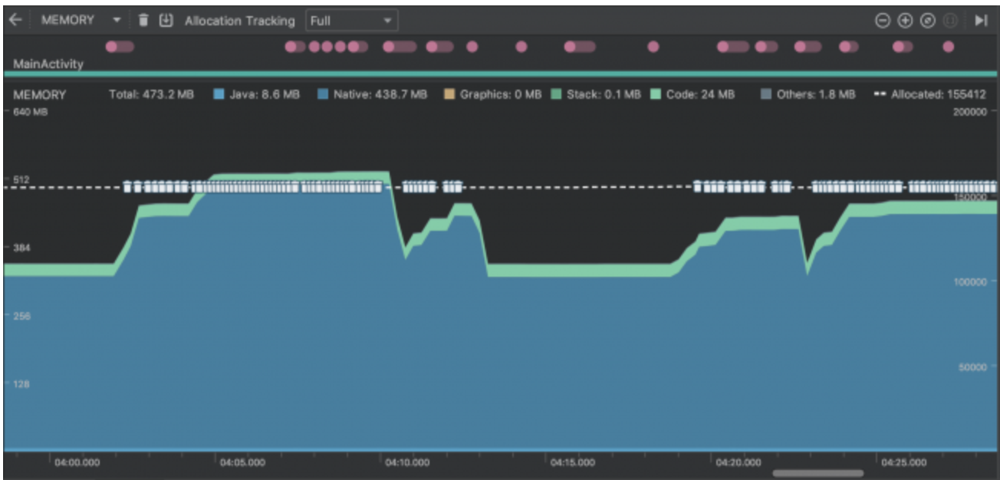 MEMORY Allocation Tracking Full
MainActivity
MEMORY Total: 473.2 MB Java: 8.6 MB Native: 438.7 MB Graphics: 0 MB Stack: 0.1 MB Code: 24 MB Others: 1.8 MB Allocated: 155412
640 MB 200000
512
150000
384
100000
256
50000
128
04:00.000 04:05.000 04:10.000 04:15.000 04:20.000 04:25.000